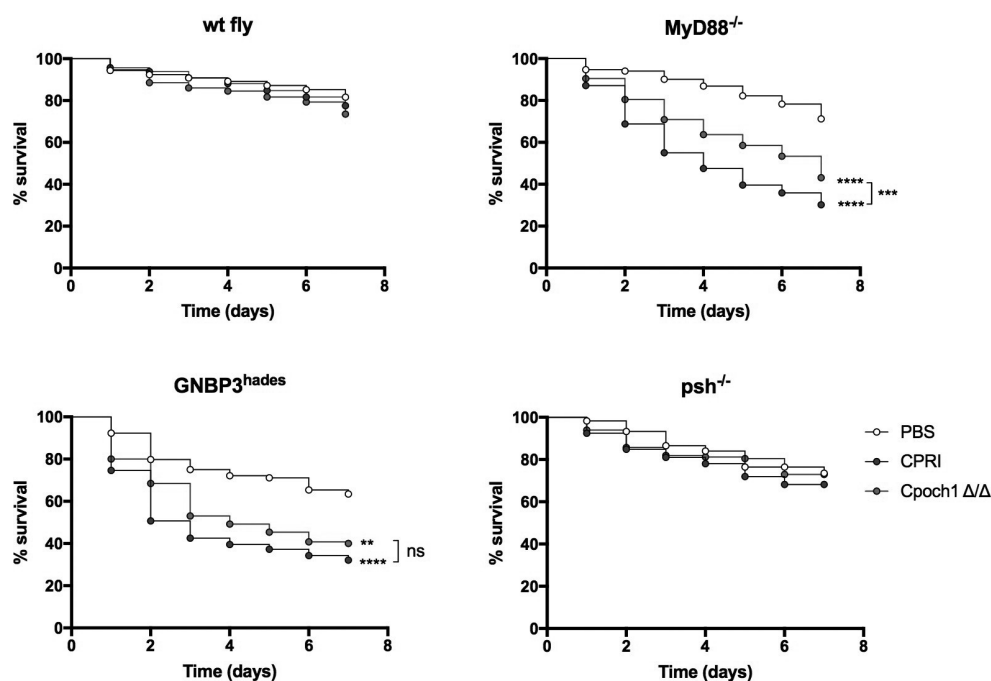 wt fly
100
80
60
40
20
0
% survival
0 2 4 6 8
Time (days)
MyD88-/-
100
80
60
40
20
0
% survival
****
***
****
0 2 4 6 8
Time (days)
GNBP3hades
100
80
60
40
20
0
% survival
**
ns
****
0 2 4 6 8
Time (days)
psh-/-
100
80
60
40
20
0
% survival
0 2 4 6 8
Time (days)
PBS
CPRI
Cpoch1 Δ/Δ